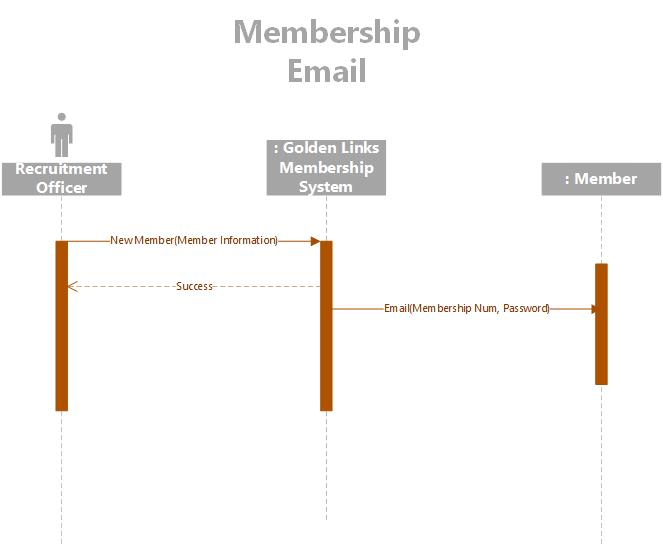 Membership
Email
Recruitment
Officer
: Golden Links
Membership
System
: Member
NewMember(Member Information)
Success
Email(Membership Num, Password)